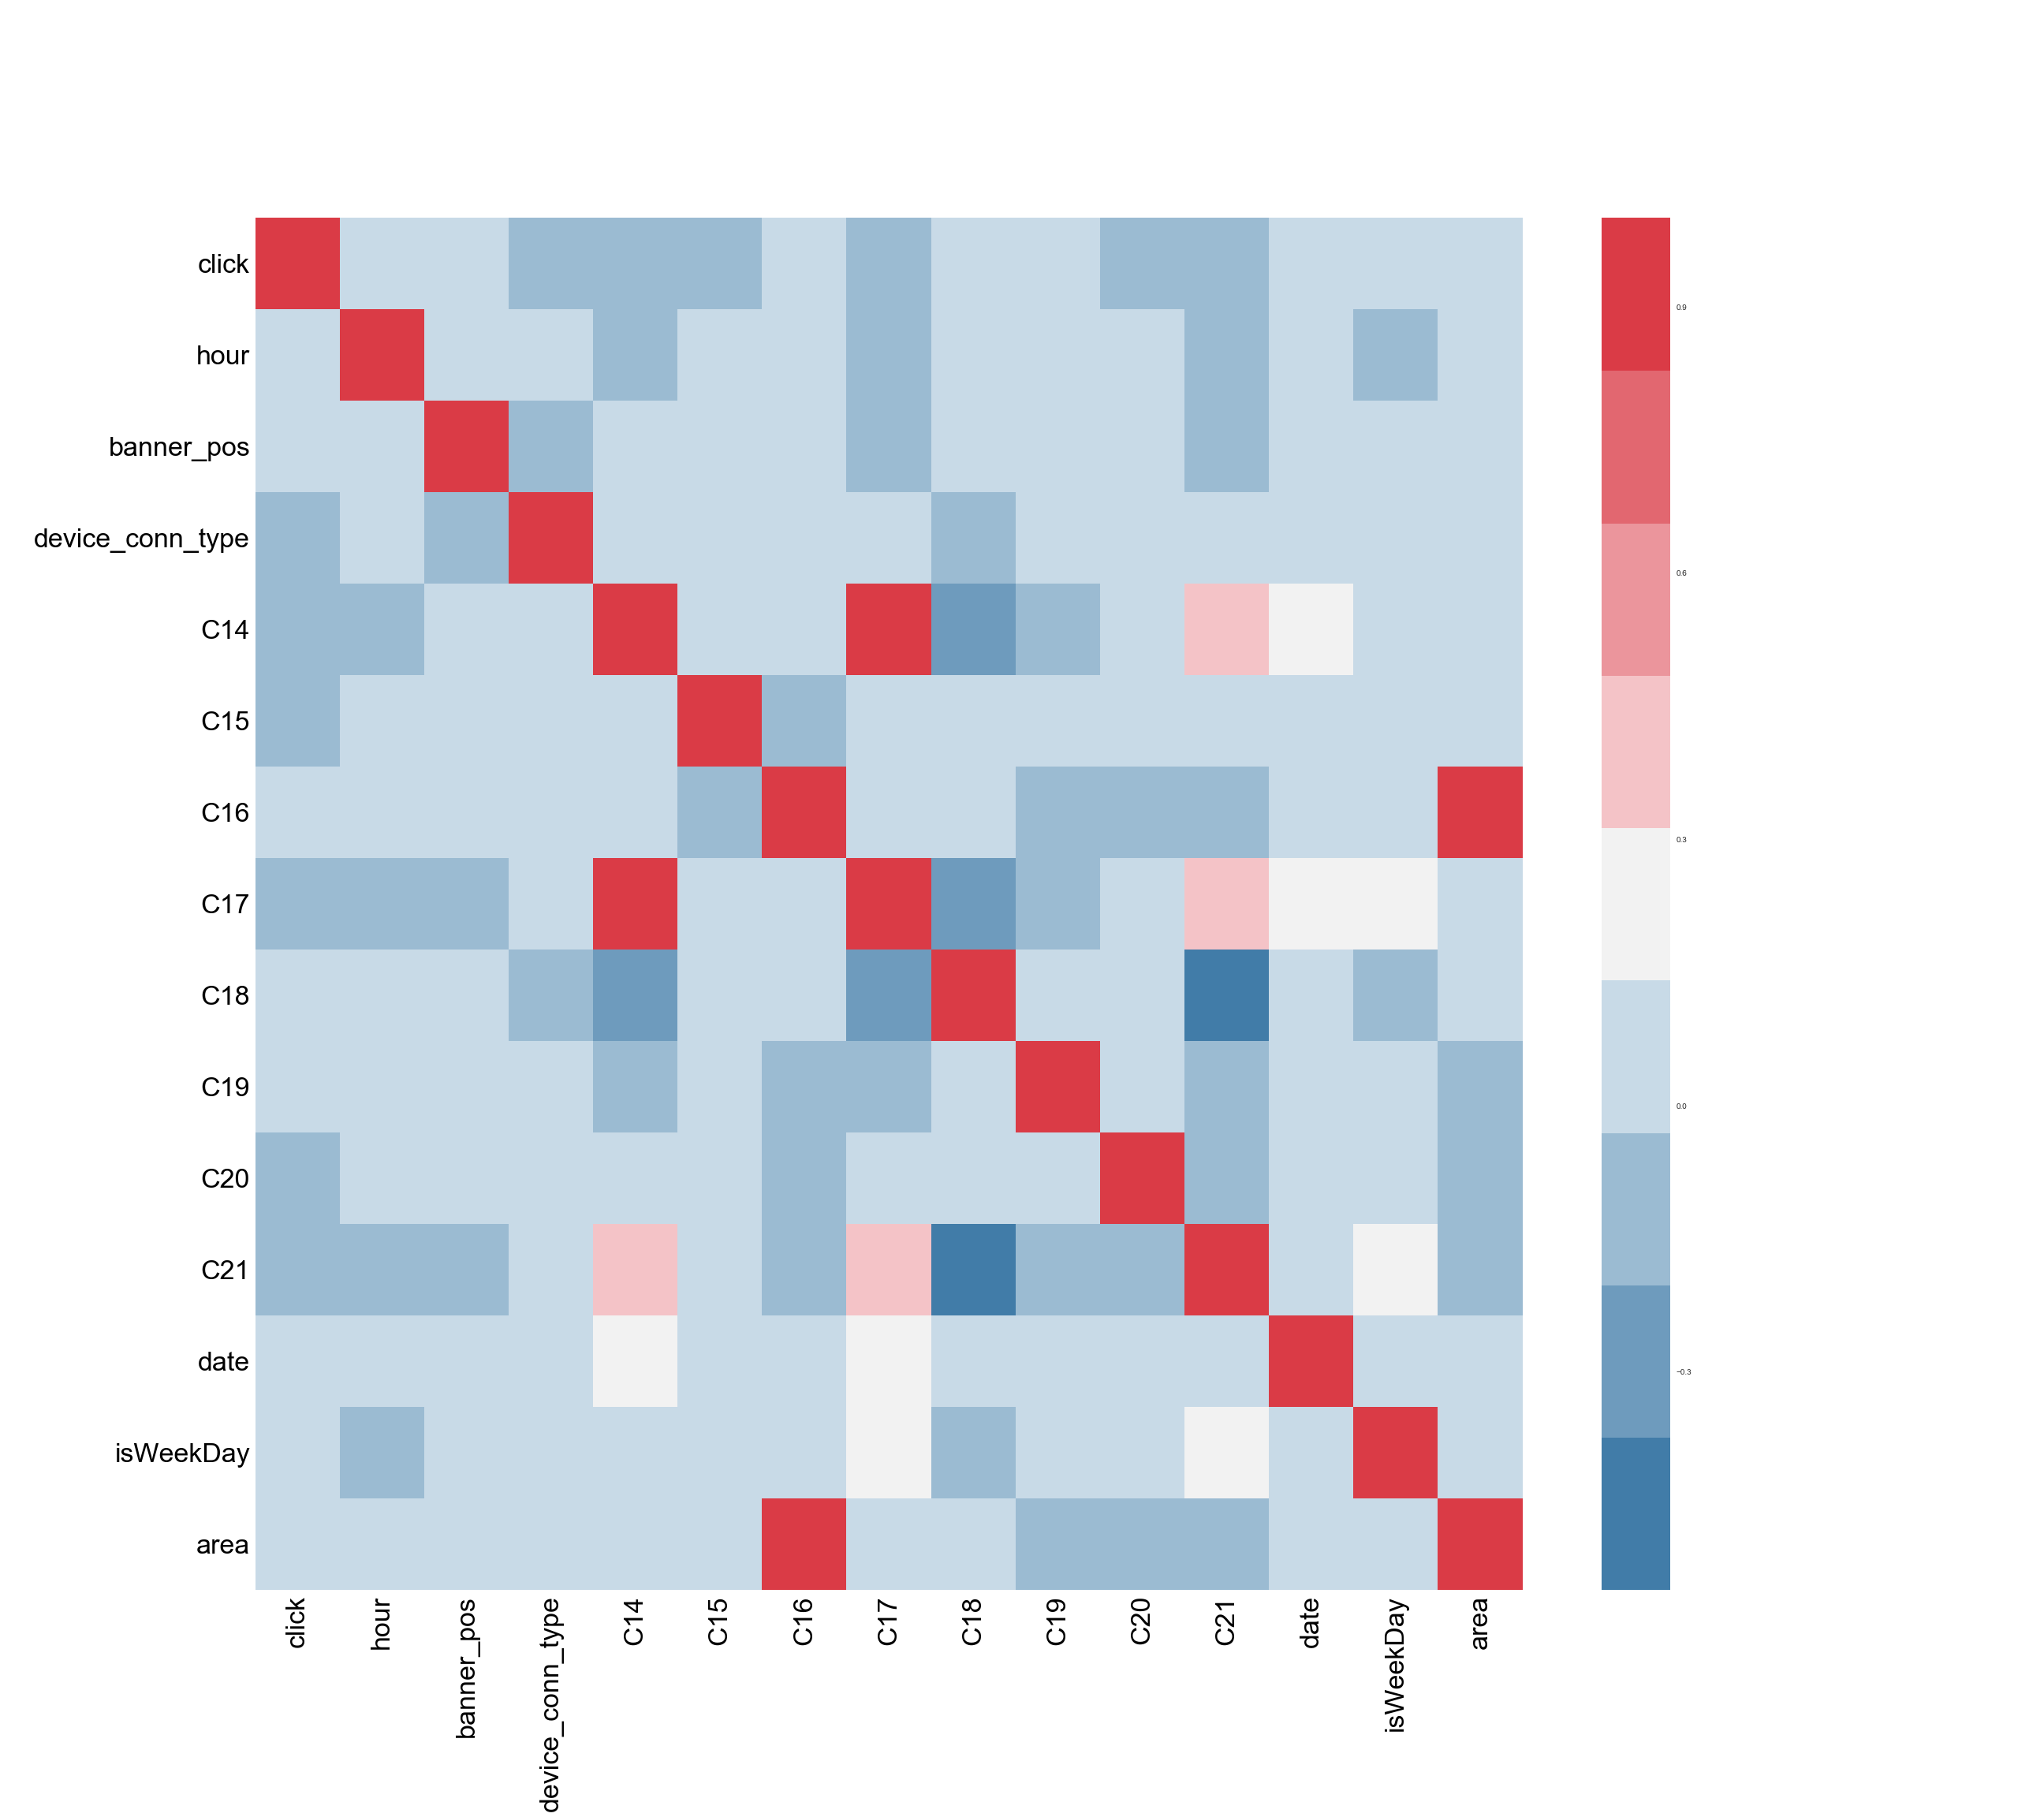 click
hour
banner_pos
device_conn_type
C14
C15
C16
C17
C18
C19
C20
C21
date
isWeekDay
area
click
hour
banner_pos
device_conn_type
C14
C15
C16
C17
C18
C19
C20
C21
date
isWeekDay
area
0.9
0.6
0.3
0.0
−0.3